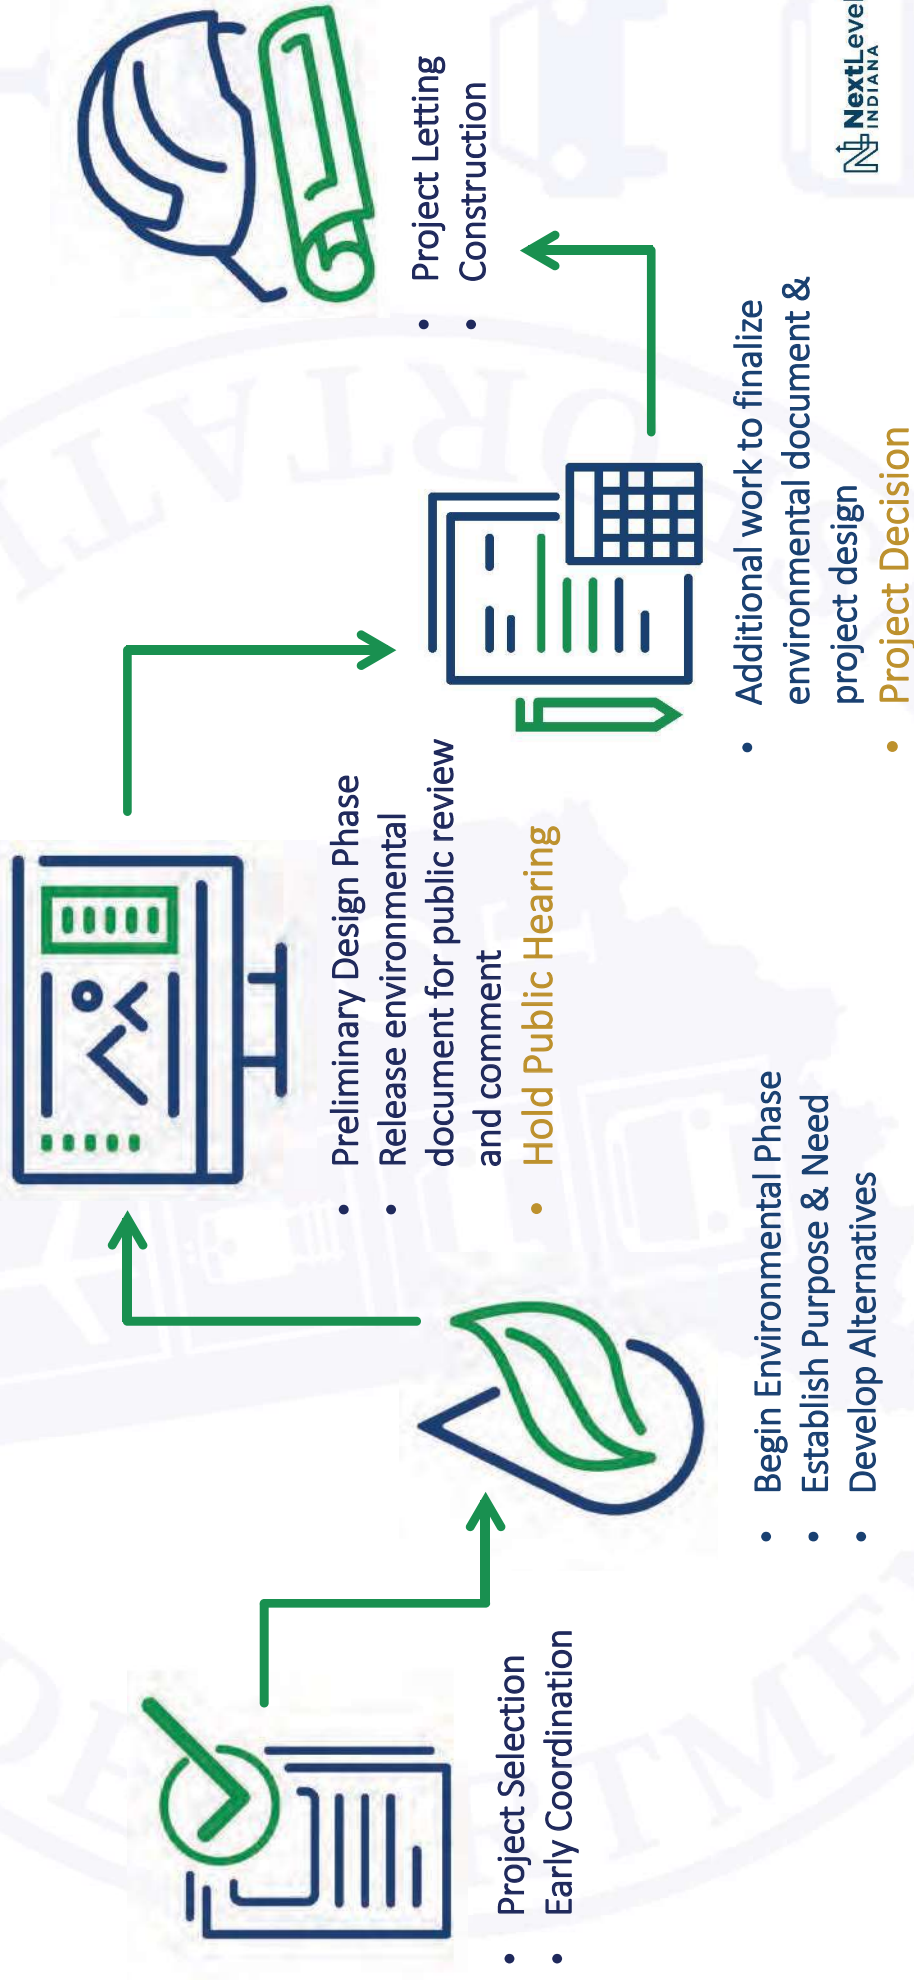 • Project Selection
• Early Coordination
• Begin Environmental Phase
• Establish Purpose & Need
• Develop Alternatives
• Preliminary Design Phase
• Release environmental
document for public review
and comment
• Hold Public Hearing
• Additional work to finalize
environmental document &
project design
• Project Decision
• Project Letting
• Construction
NextLevel
INDIANA